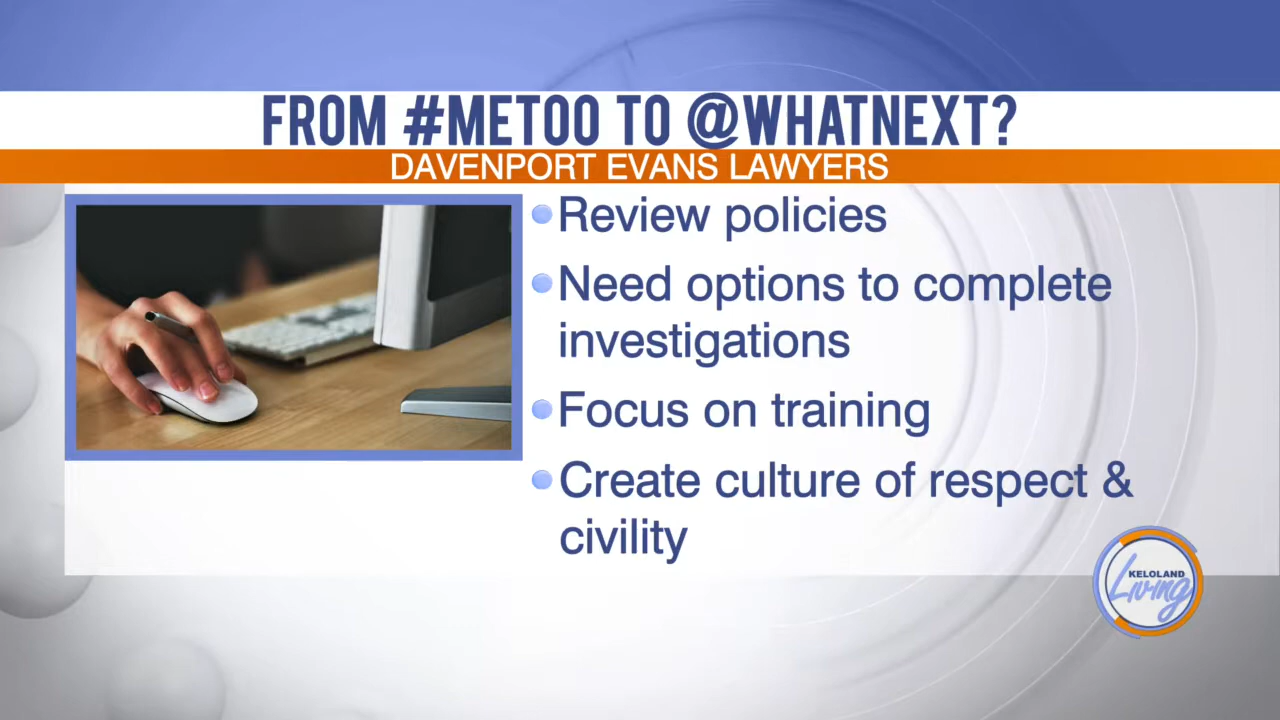 FROM #METOO TO @WHATNEXT?
DAVENPORT EVANS LAWYERS
Review policies
Need options to complete
investigations
Focus on training
Create culture of respect &
civility
KELOLAND
Living